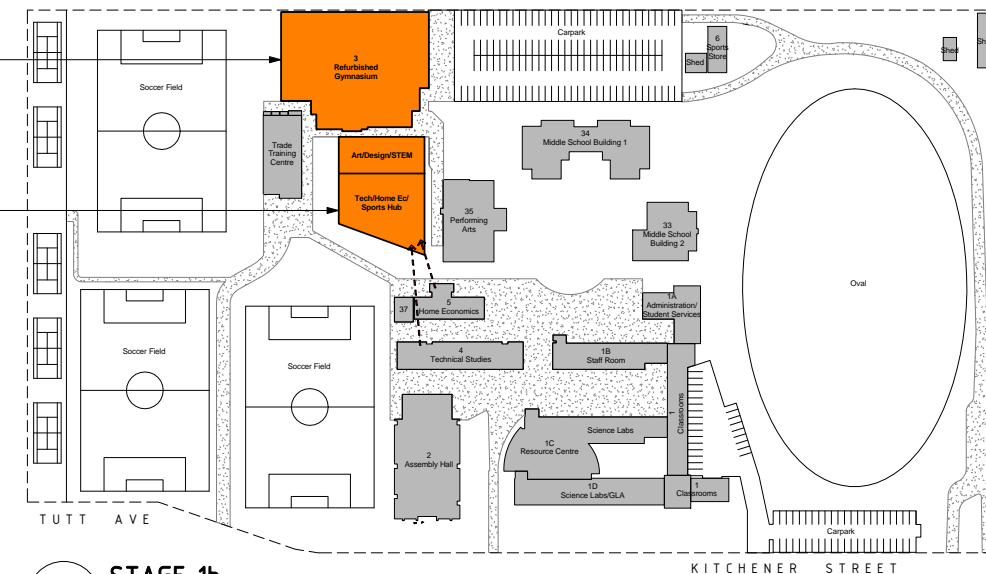 3
Refurbished
Gymnasium
Carpark
6
Sports
Store
Shed
Shed
Soccer Field
Trade
Training
Centre
Art/Design/STEM
Tech/Home Ec/
Sports Hub
34
Middle School Building 1
35
Performing
Arts
33
Middle School
Building 2
Oval
37
5
Home Economics
1A
Administration/
Student Services
4
Technical Studies
1B
Staff Room
Soccer Field
Soccer Field
1
Classrooms
Science Labs
1C
Resource Centre
2
Assembly Hall
1D
Science Labs/GLA
1
Classrooms
Carpark
TUTT AVE
KITCHENER STREET
STAGE 1b